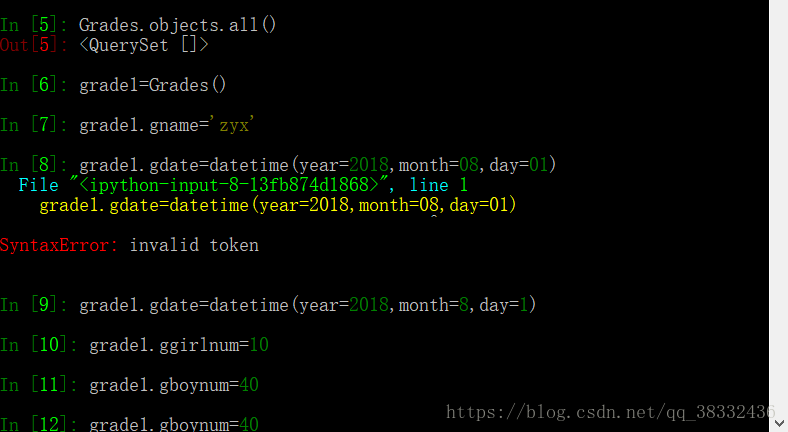 In [5]: Grades.objects.all()
Out[5]: <QuerySet []>
In [6]: grade1=Grades()
In [7]: grade1.gname='zyx'
In [8]: grade1.gdate=datetime(year=2018,month=08,day=01)
File "<ipython-input-8-13fb874d1868>", line 1
grade1.gdate=datetime(year=2018,month=08,day=01)
^
SyntaxError: invalid token
In [9]: grade1.gdate=datetime(year=2018,month=8,day=1)
In [10]: grade1.ggirlnum=10
In [11]: grade1.gboynum=40
In [12]: grade1.gboynum=40
https://blog.csdn.net/qq_38332436